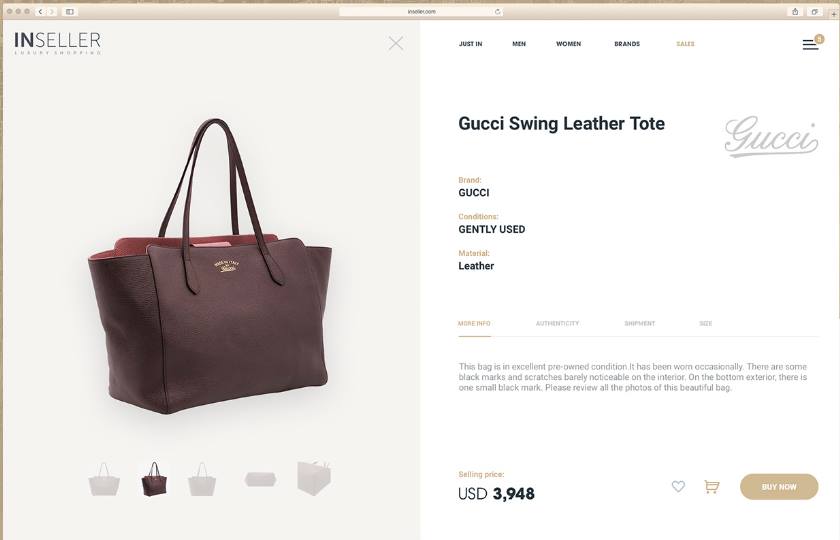 inseller.com
INSELLER
LUXURY SHOPPING
JUST IN
MEN
WOMEN
BRANDS
SALES
Gucci Swing Leather Tote
Gucci
Brand:
GUCCI
Conditions:
GENTLY USED
Material:
Leather
MADE IN ITALY
MORE INFO
AUTHENTICITY
SHIPMENT
SIZE
This bag is in excellent pre-owned condition.It has been worn occasionally. There are some
black marks and scratches barely noticeable on the interior. On the bottom exterior, there is
one small black mark. Please review all the photos of this beautiful bag.
Selling price:
USD 3,948
BUY NOW